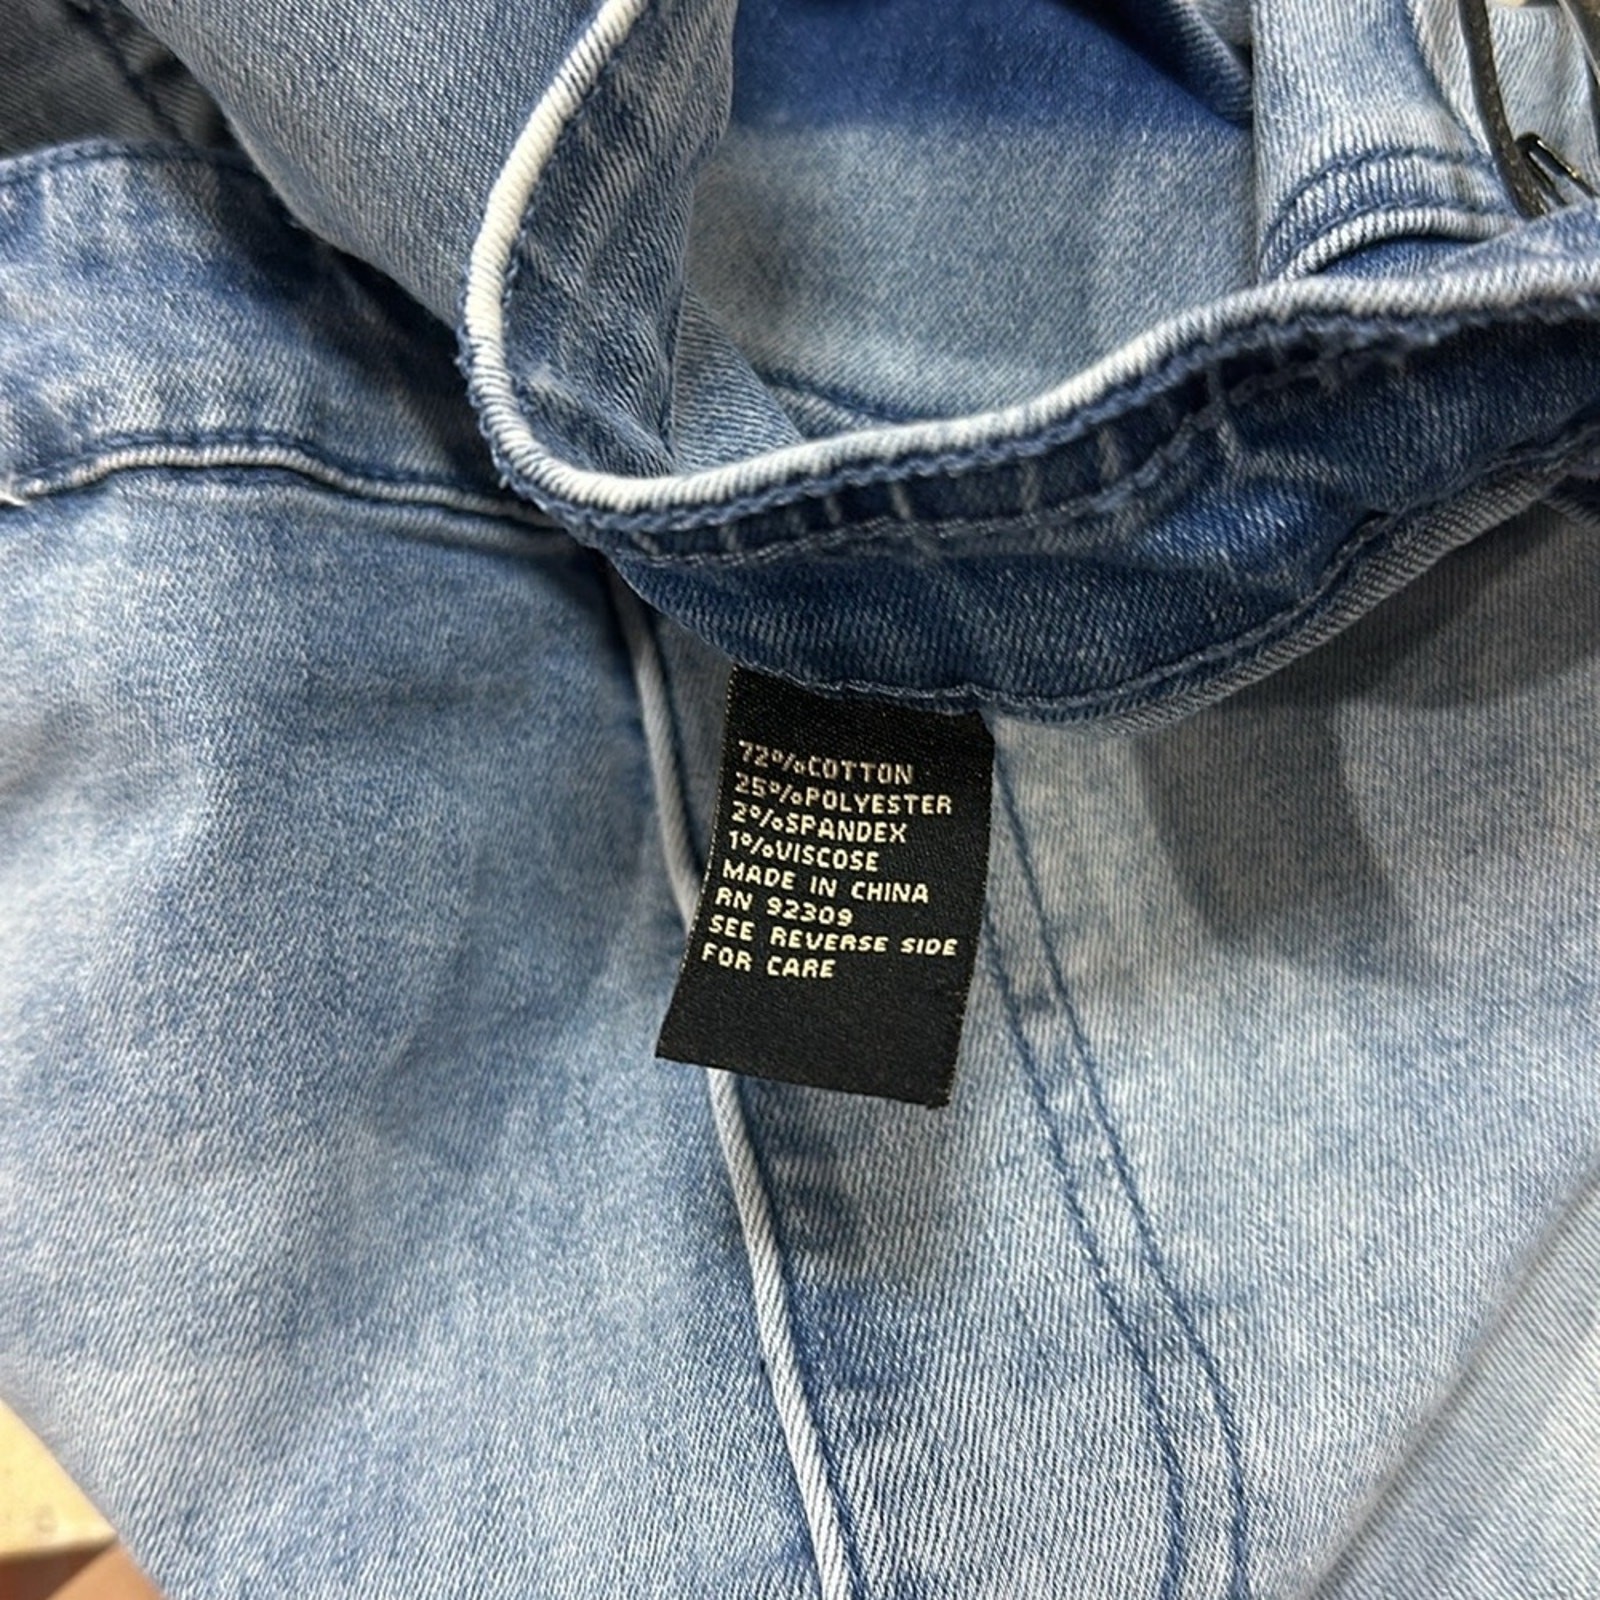 72%COTTON
25%POLYESTER
2%SPANDEX
1%VISCOSE
MADE IN CHINA
RN 92309
SEE REVERSE SIDE
FOR CARE